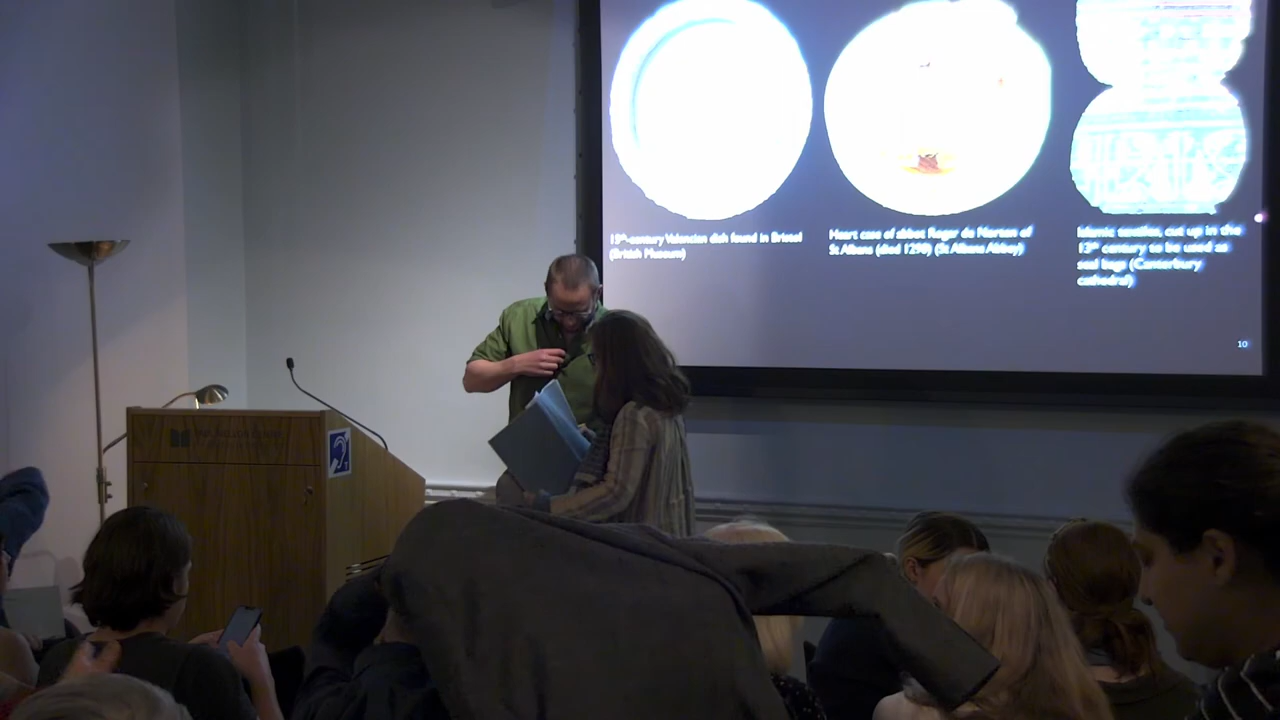 15th-century Valencian dish found in Bristol
(British Museum)
Heart case of abbot Roger de Norton of
St Albans (died 1290) (St Albans Abbey)
Islamic textiles, cut up in the
13th century to be used as
seal bags (Canterbury
cathedral)
10